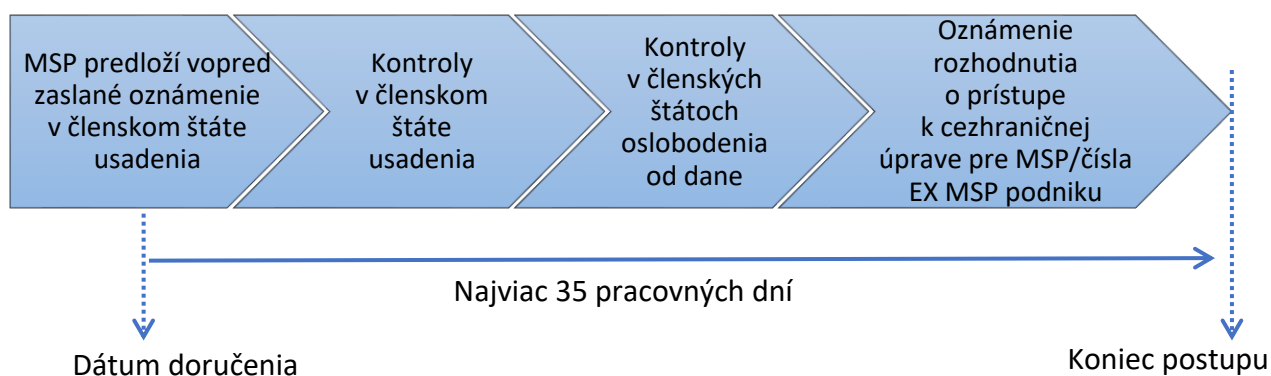 MSP predloží vopred
zaslané oznámenie
v členskom štáte
usadenia
Kontroly
v členskom
štáte
usadenia
Kontroly
v členských
štátoch
oslobodenia
od dane
Oznámenie
rozhodnutia
o prístupe
k cezhraničnej
úprave pre MSP/čísla
EX MSP podniku
Najviac 35 pracovných dní
Dátum doručenia
Koniec postupu